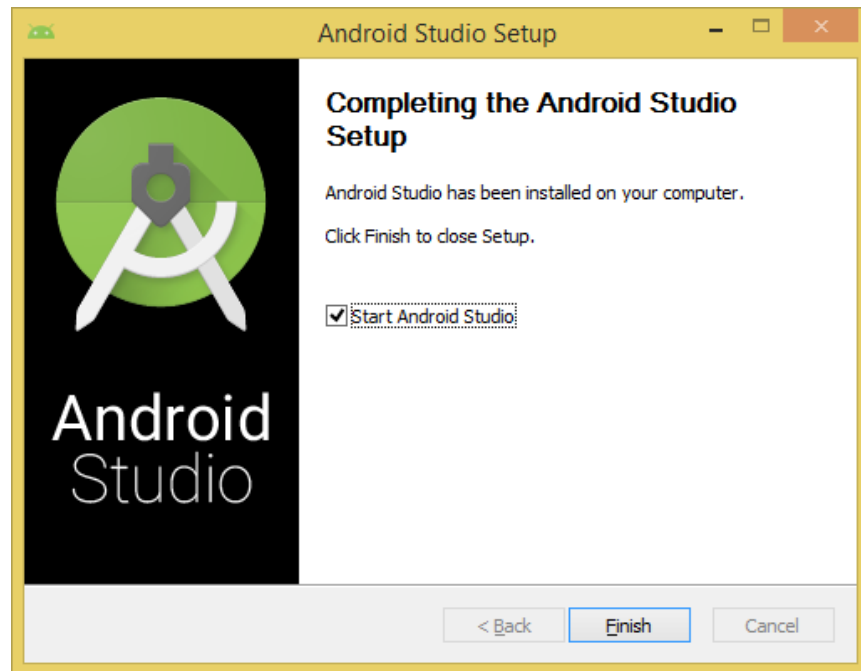 Android Studio Setup
Completing the Android Studio
Setup
Android Studio has been installed on your computer.
Click Finish to close Setup.
Start Android Studio
Android
Studio
< Back
Finish
Cancel